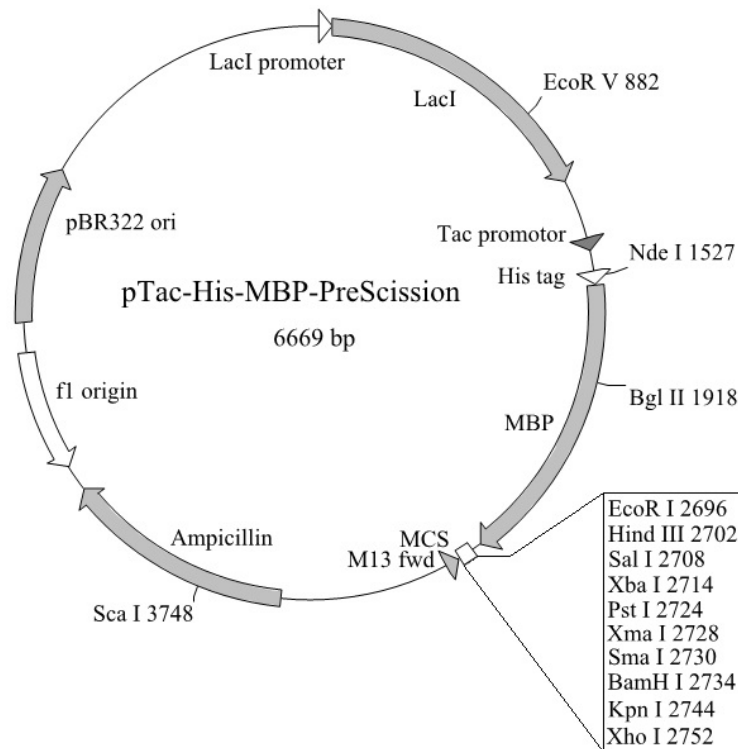 LacI promoter
LacI
EcoR V 882
pBR322 ori
Tac promotor
Nde I 1527
His tag
pTac-His-MBP-PreScission
6669 bp
f1 origin
Bgl II 1918
MBP
Ampicillin
MCS
M13 fwd
Sca I 3748
EcoR I 2696
Hind III 2702
Sal I 2708
Xba I 2714
Pst I 2724
Xma I 2728
Sma I 2730
BamH I 2734
Kpn I 2744
Xho I 2752